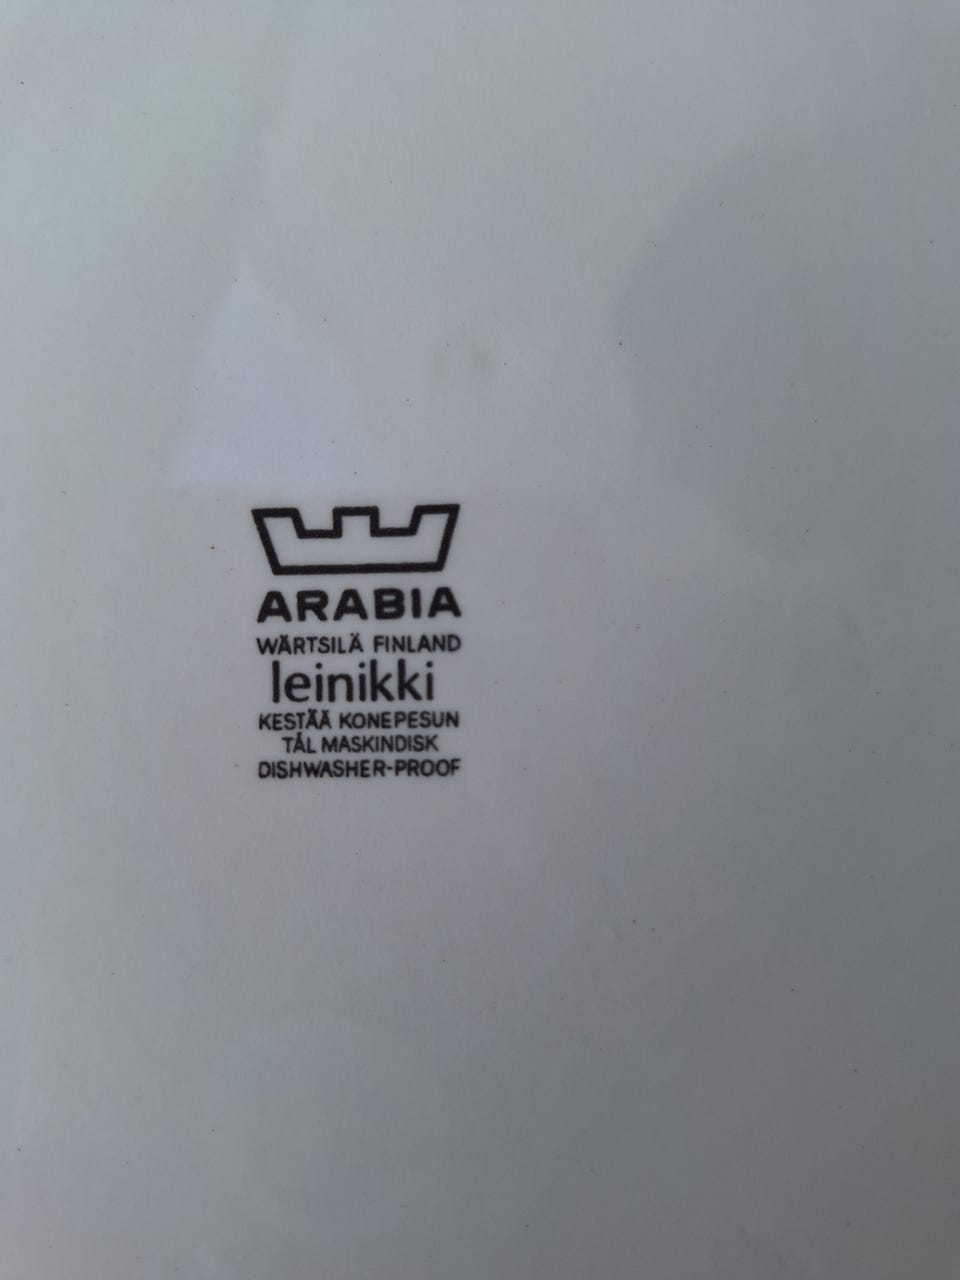 ARABIA
WÄRTSILÄ FINLAND
leinikki
KESTÄÄ KONEPESUN
TÅL MASKINDISK
DISHWASHER-PROOF